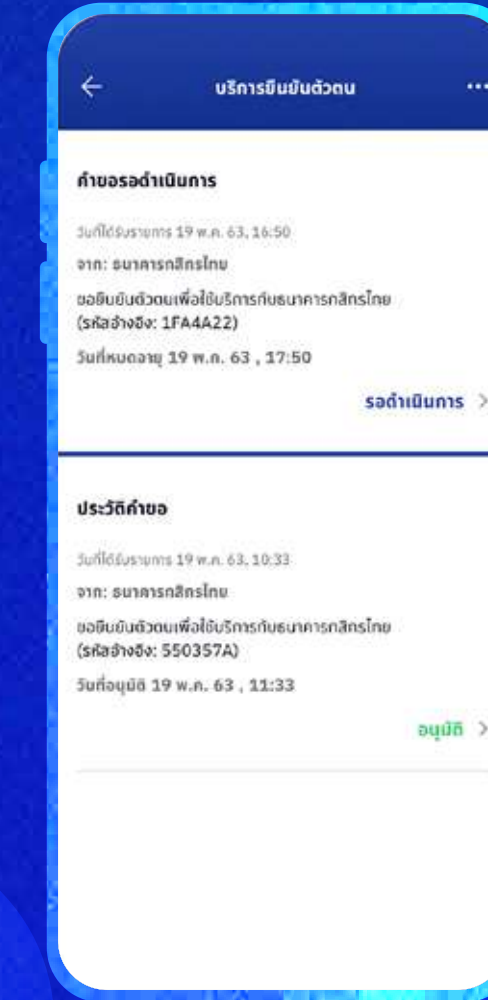 บริการยืนยันตัวตน
คำขอรอดำเนินการ
วันที่ได้รับรายการ 19 พ.ค. 63, 16:50
จาก: ธนาคารกสิกรไทย
ขอยืนยันตัวตนเพื่อใช้บริการกับธนาคารกสิกรไทย
(รหัสอ้างอิง: 1FA4A22)
วันที่หมดอายุ 19 พ.ค. 63 , 17:50
รอดำเนินการ
ประวัติคำขอ
วันที่ได้รับรายการ 19 พ.ค. 63, 10:33
จาก: ธนาคารกสิกรไทย
ขอยืนยันตัวตนเพื่อใช้บริการกับธนาคารกสิกรไทย
(รหัสอ้างอิง: 550357A)
วันที่อนุมัติ 19 พ.ค. 63 , 11:33
อนุมัติ